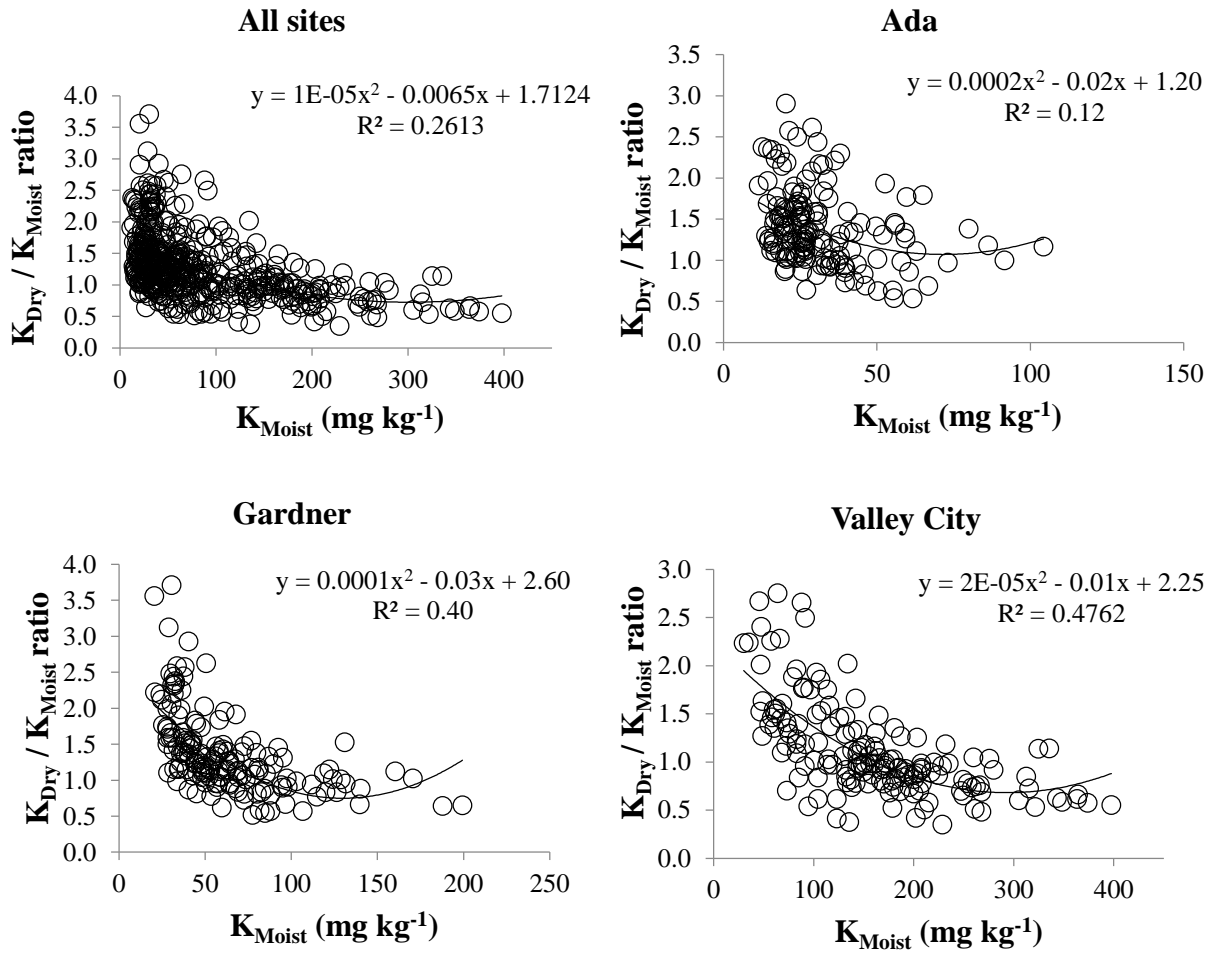 All sites
y = 1E-05x² - 0.0065x + 1.7124
R² = 0.2613
4.0
3.5
3.0
2.5
2.0
1.5
1.0
0.5
0.0
K_Dry / K_Moist ratio
0 100 200 300 400
K_Moist (mg kg⁻¹)
Ada
y = 0.0002x² - 0.02x + 1.20
R² = 0.12
3.5
3.0
2.5
2.0
1.5
1.0
0.5
0.0
K_Dry / K_Moist ratio
0 50 100 150
K_Moist (mg kg⁻¹)
Gardner
y = 0.0001x² - 0.03x + 2.60
R² = 0.40
4.0
3.5
3.0
2.5
2.0
1.5
1.0
0.5
0.0
K_Dry / K_Moist ratio
0 50 100 150 200 250
K_Moist (mg kg⁻¹)
Valley City
y = 2E-05x² - 0.01x + 2.25
R² = 0.4762
3.0
2.5
2.0
1.5
1.0
0.5
0.0
K_Dry / K_Moist ratio
0 100 200 300 400
K_Moist (mg kg⁻¹)